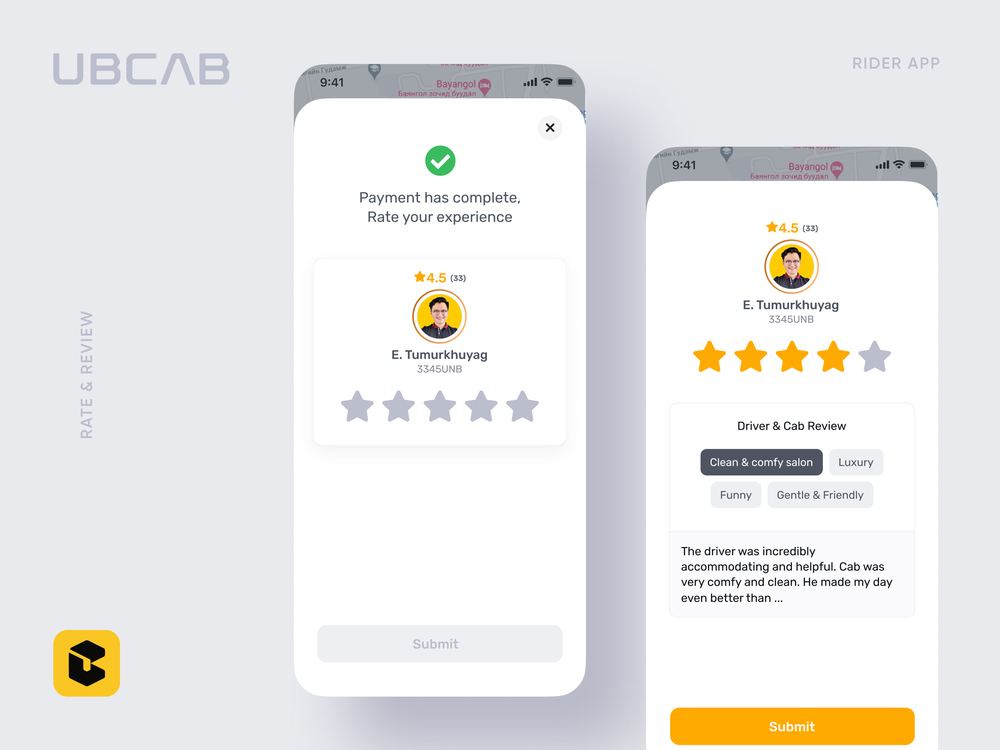 UBCAB
RIDER APP
RATE & REVIEW
9:41
Bayangol
Баянгол зочид буудал
Payment has complete,
Rate your experience
4.5 (33)
E. Tumurkhuyag
3345UNB
Submit
9:41
Bayangol
Баянгол зочид буудал
4.5 (33)
E. Tumurkhuyag
3345UNB
Driver & Cab Review
Clean & comfy salon
Luxury
Funny
Gentle & Friendly
The driver was incredibly
accommodating and helpful. Cab was
very comfy and clean. He made my day
even better than ...
Submit